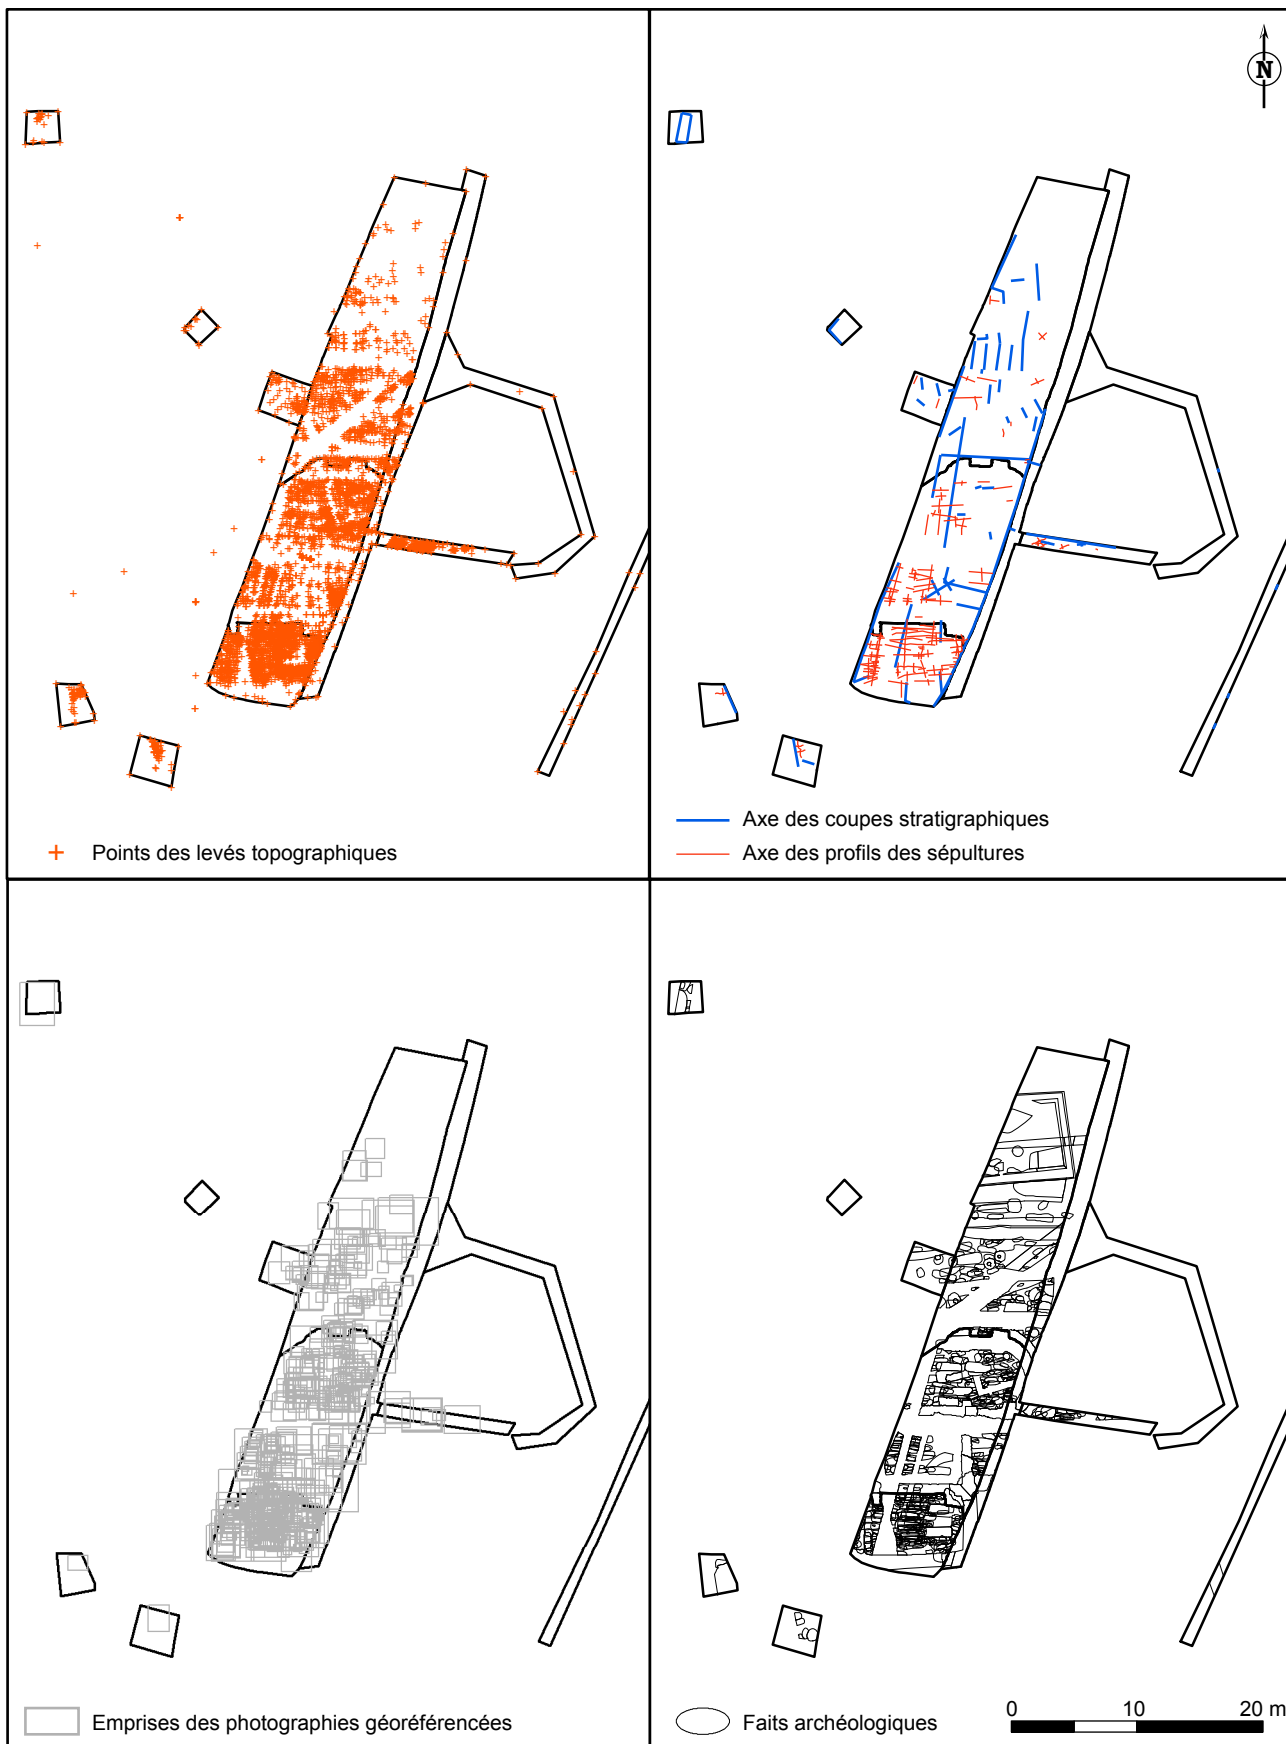 N
Points des levés topographiques
Axe des coupes stratigraphiques
Axe des profils des sépultures
Emprises des photographies géoréférencées
Faits archéologiques
0 10 20 m